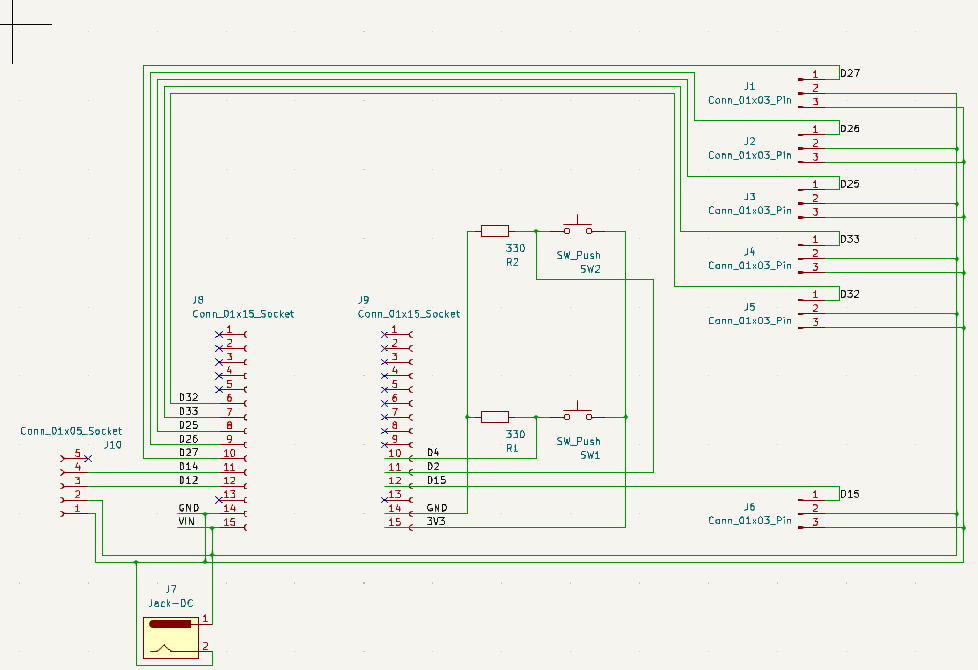 1 D27
J1 2
Conn_01x03_Pin 3
1 D26
J2 2
Conn_01x03_Pin 3
1 D25
J3 2
Conn_01x03_Pin 3
1 D33
J4 2
Conn_01x03_Pin 3
1 D32
J5 2
Conn_01x03_Pin 3
330
R2
SW_Push
SW2
J8
Conn_01x15_Socket
1
2
3
4
5
D32 6
D33 7
D25 8
D26 9
D27 10
D14 11
D12 12
13
GND 14
VIN 15
J9
Conn_01x15_Socket
1
2
3
4
5
6
7
8
9
10 D4
11 D2
12 D15
13
14 GND
15 3V3
330
R1
SW_Push
SW1
Conn_01x05_Socket
J10
5
4
3
2
1
1 D15
J6 2
Conn_01x03_Pin 3
J7
Jack-DC
1
2